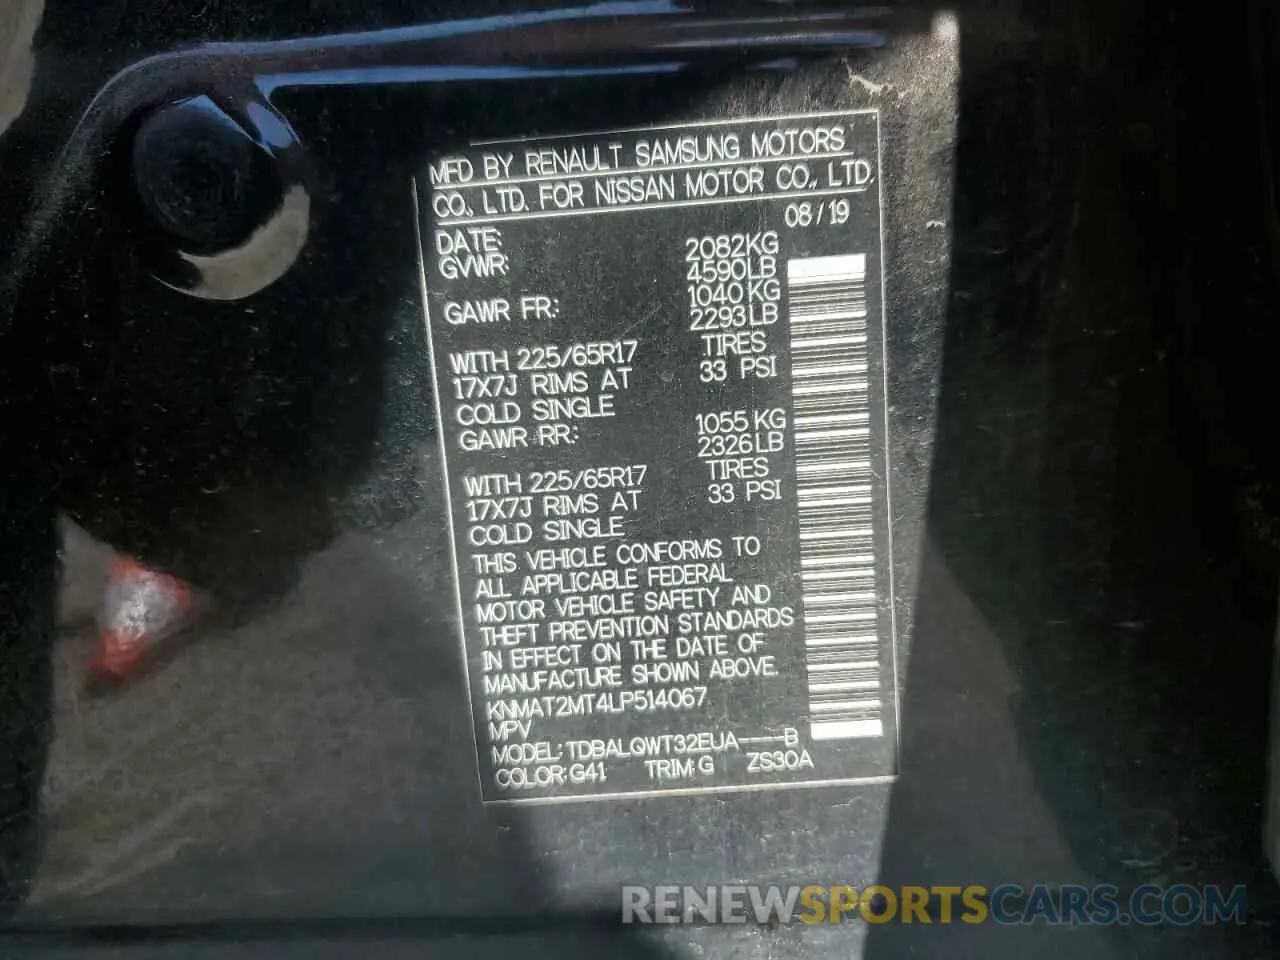 MFD BY RENAULT SAMSUNG MOTORS
CO., LTD. FOR NISSAN MOTOR CO., LTD.
DATE: 08/19
GVWR: 2082KG
4590LB
GAWR FR: 1040KG
2293LB
WITH 225/65R17 TIRES
17X7J RIMS AT 33 PSI
COLD SINGLE
GAWR RR: 1055KG
2326LB
WITH 225/65R17 TIRES
17X7J RIMS AT 33 PSI
COLD SINGLE
THIS VEHICLE CONFORMS TO
ALL APPLICABLE FEDERAL
MOTOR VEHICLE SAFETY AND
THEFT PREVENTION STANDARDS
IN EFFECT ON THE DATE OF
MANUFACTURE SHOWN ABOVE.
KNMAT2MT4LP514067
MPV
MODEL: TDBALQWT32EUA----B
COLOR: G41 TRIM: G ZS30A
RENEWSPORTSCARS.COM